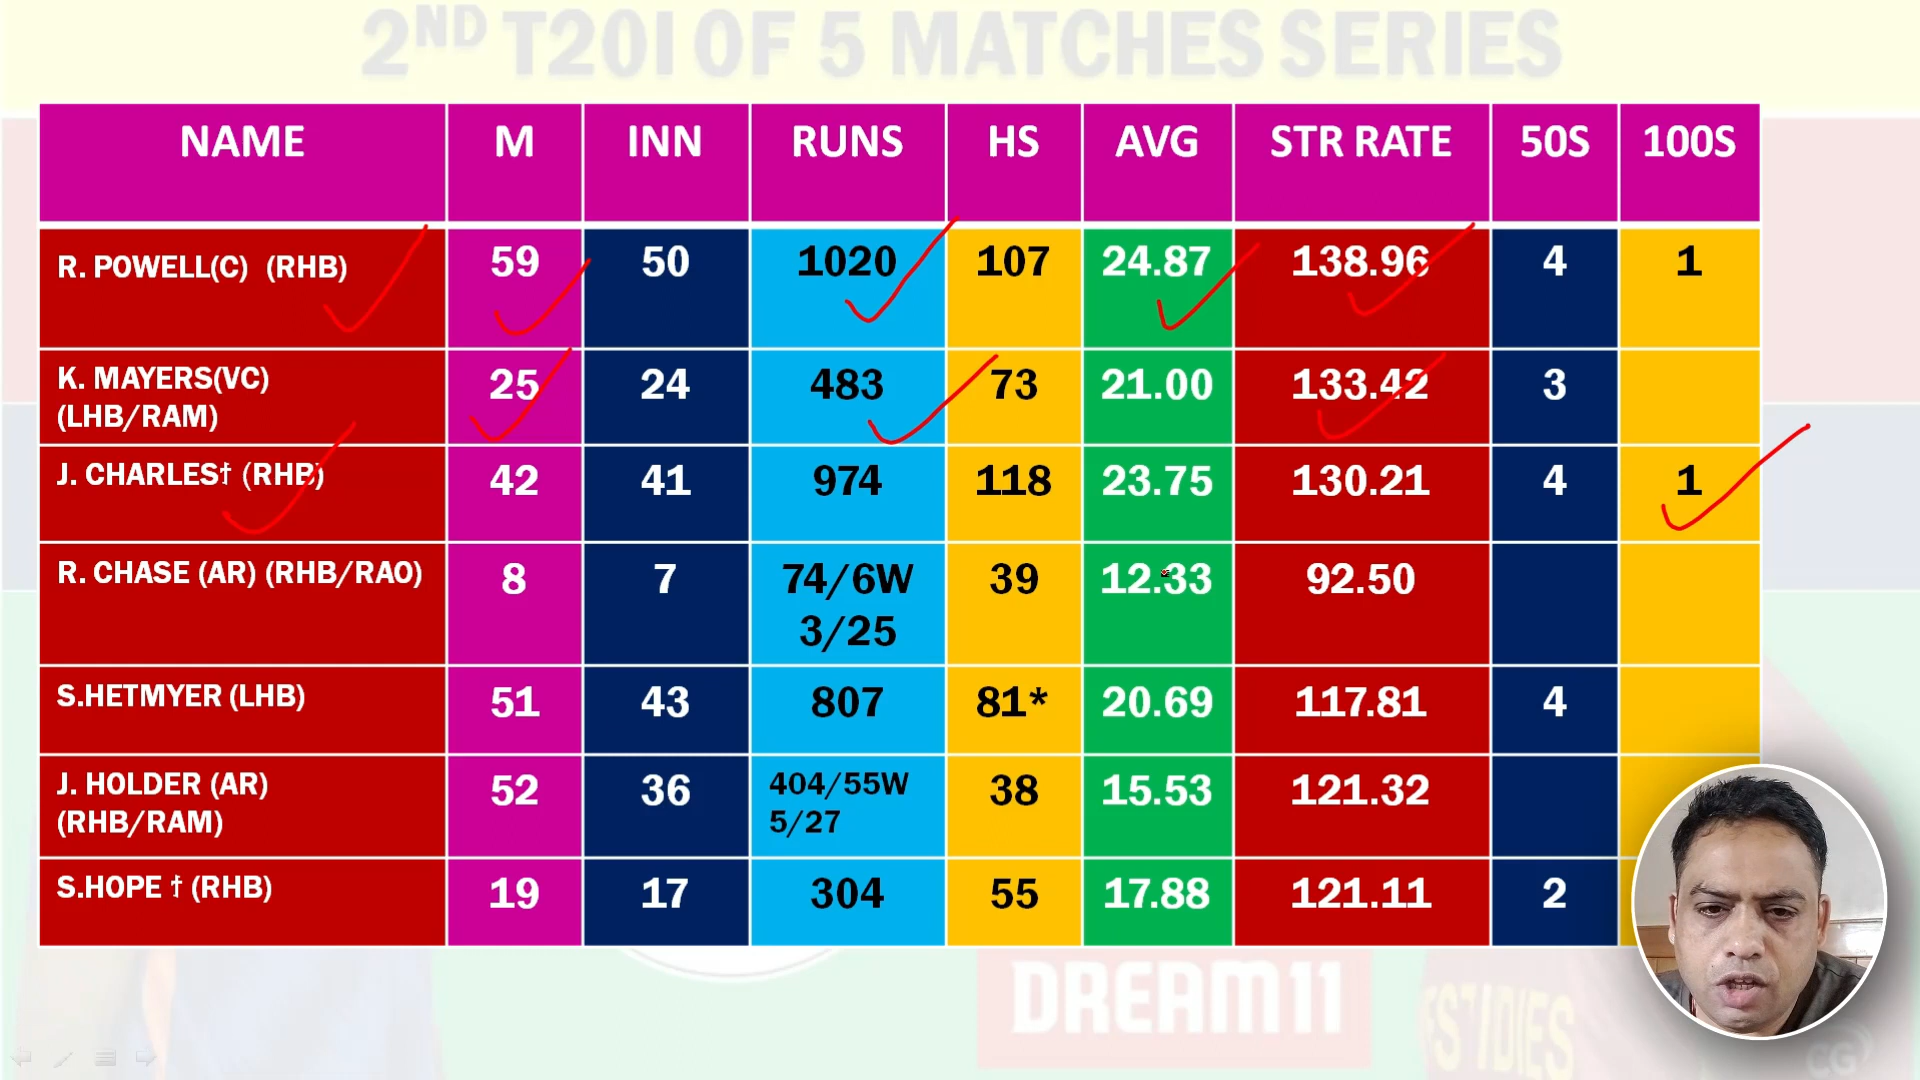 2ND T20I OF 5 MATCHES SERIES
NAME M INN RUNS HS AVG STR RATE 50S 100S
R. POWELL(C) (RHB) 59 50 1020 107 24.87 138.96 4 1
K. MAYERS(VC)
(LHB/RAM) 25 24 483 73 21.00 133.42 3
J. CHARLES† (RHB) 42 41 974 118 23.75 130.21 4 1
R. CHASE (AR) (RHB/RAO) 8 7 74/6W 39 12.33 92.50
3/25
S.HETMYER (LHB) 51 43 807 81* 20.69 117.81 4
J. HOLDER (AR)
(RHB/RAM) 52 36 404/55W 38 15.53 121.32
5/27
S.HOPE † (RHB) 19 17 304 55 17.88 121.11 2
DREAM11
CG